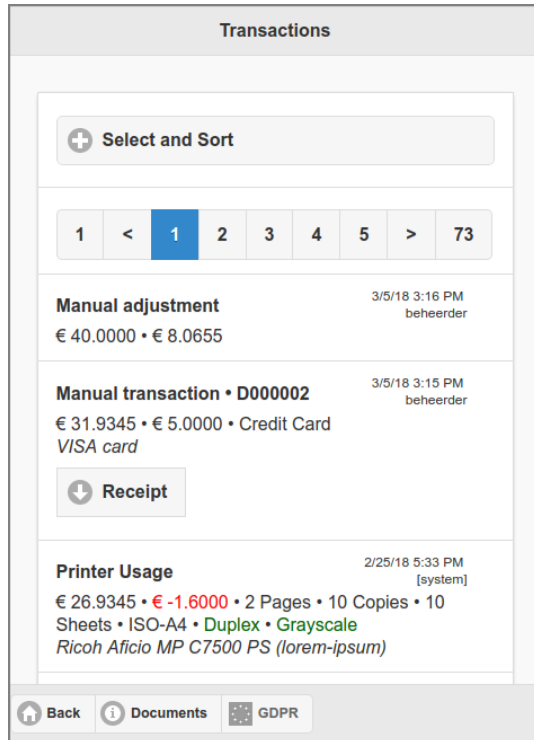 Transactions
Select and Sort
1 < 1 2 3 4 5 > 73
Manual adjustment
3/5/18 3:16 PM
beheerder
€ 40.0000 • € 8.0655
Manual transaction • D000002
3/5/18 3:15 PM
beheerder
€ 31.9345 • € 5.0000 • Credit Card
VISA card
Receipt
Printer Usage
2/25/18 5:33 PM
[system]
€ 26.9345 • € -1.6000 • 2 Pages • 10 Copies • 10
Sheets • ISO-A4 • Duplex • Grayscale
Ricoh Aficio MP C7500 PS (lorem-ipsum)
Back Documents GDPR